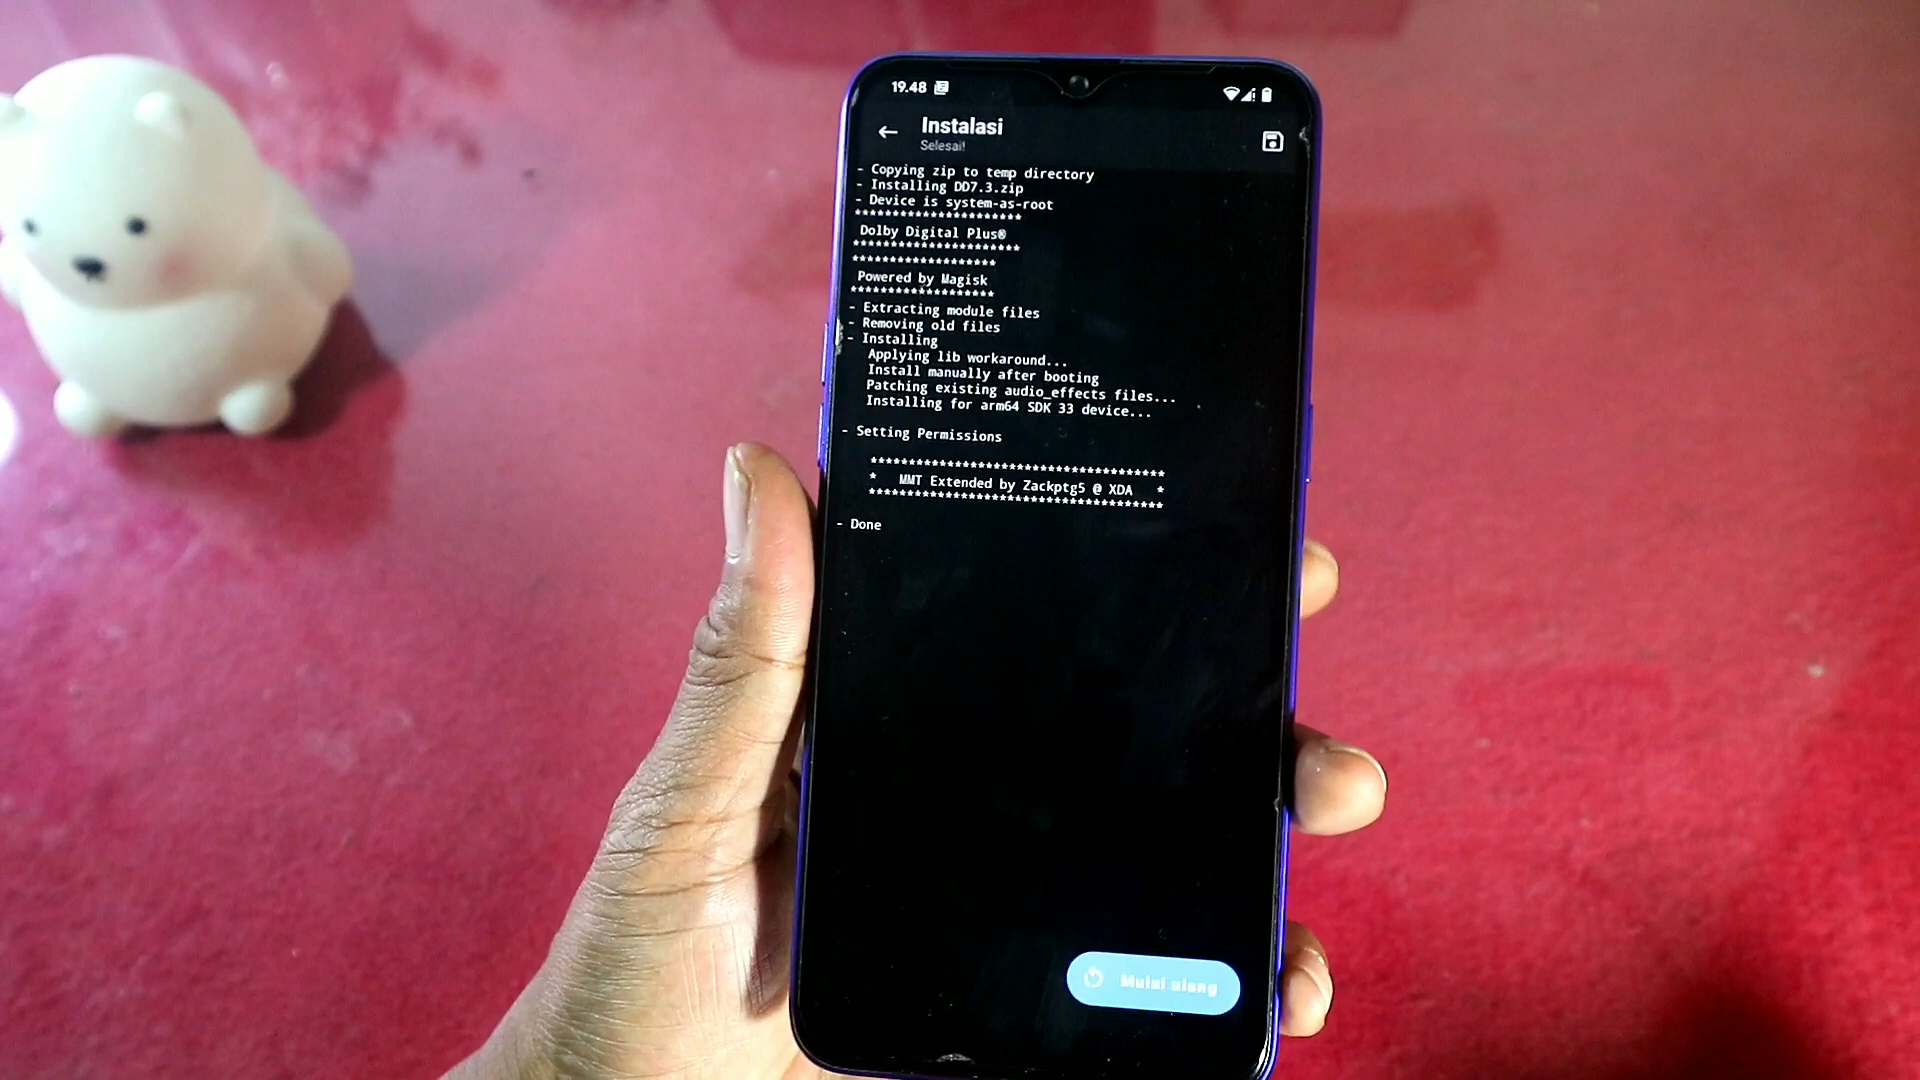 19.48
Instalasi
Selesai!
- Copying zip to temp directory
- Installing DD7.3.zip
- Device is system-as-root
**********************
Dolby Digital Plus®
**********************
*******************
Powered by Magisk
*******************
- Extracting module files
- Removing old files
- Installing
Applying lib workaround...
Install manually after booting
Patching existing audio_effects files...
Installing for arm64 SDK 33 device...
- Setting Permissions
**************************************
* MMT Extended by Zackptg5 @ XDA *
**************************************
- Done
Mulai ulang